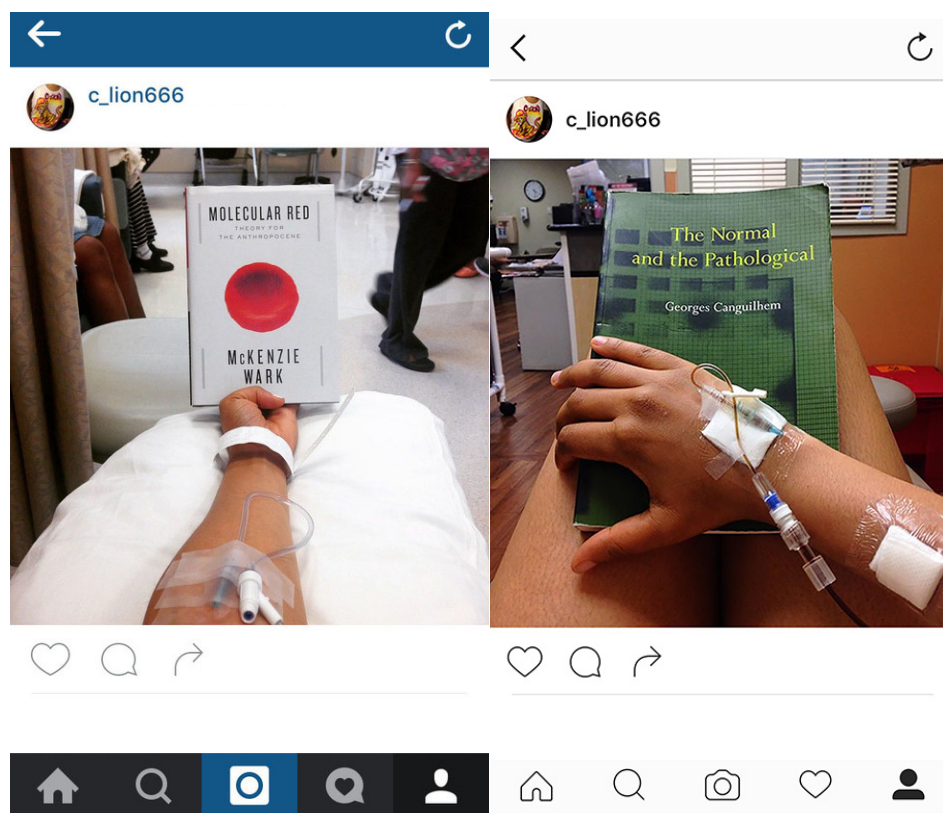 c_lion666
MOLECULAR RED
THEORY FOR
THE ANTHROPOCENE
McKENZIE
WARK
c_lion666
The Normal
and the Pathological
Georges Canguilhem